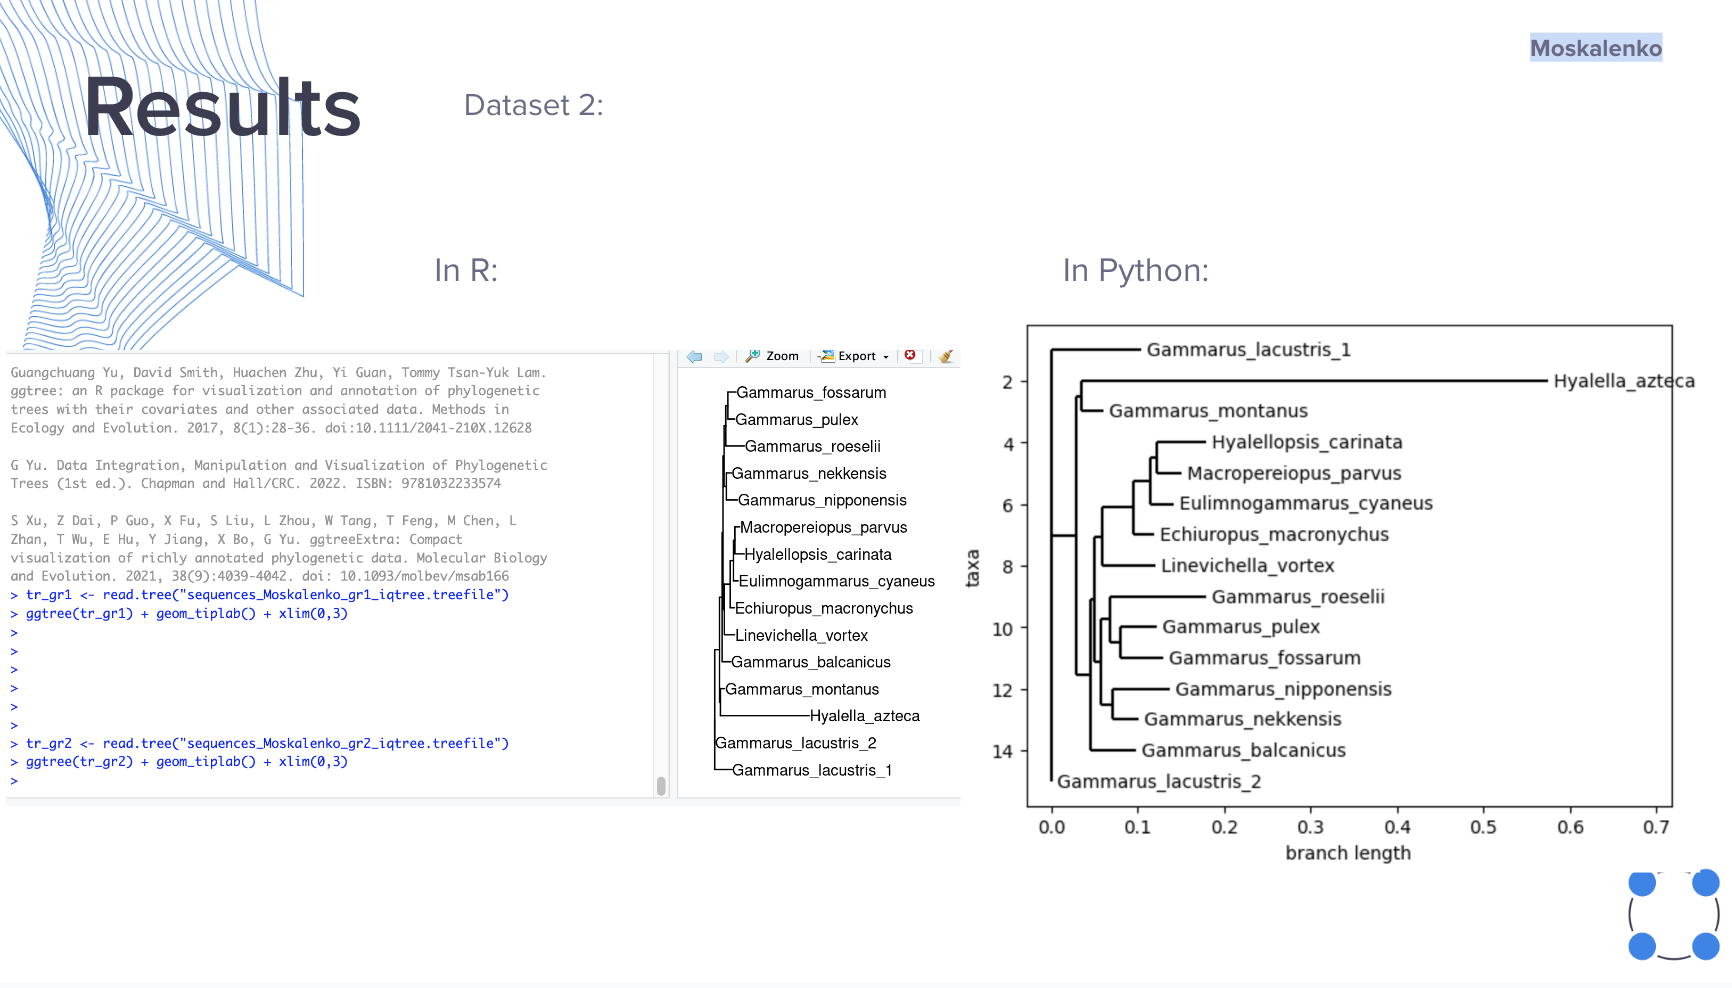 Moskalenko
Results
Dataset 2:
In R:
In Python:
Guangchuang Yu, David Smith, Huachen Zhu, Yi Guan, Tommy Tsan-Yuk Lam.
ggtree: an R package for visualization and annotation of phylogenetic
trees with their covariates and other associated data. Methods in
Ecology and Evolution. 2017, 8(1):28-36. doi:10.1111/2041-210X.12628
G Yu. Data Integration, Manipulation and Visualization of Phylogenetic
Trees (1st ed.). Chapman and Hall/CRC. 2022. ISBN: 9781032233574
S Xu, Z Dai, P Guo, X Fu, S Liu, L Zhou, W Tang, T Feng, M Chen, L
Zhan, T Wu, E Hu, Y Jiang, X Bo, G Yu. ggtreeExtra: Compact
visualization of richly annotated phylogenetic data. Molecular Biology
and Evolution. 2021, 38(9):4039-4042. doi: 10.1093/molbev/msab166
> tr_gr1 <- read.tree("sequences_Moskalenko_gr1_iqtree.treefile")
> ggtree(tr_gr1) + geom_tiplab() + xlim(0,3)
>
>
>
>
>
>
> tr_gr2 <- read.tree("sequences_Moskalenko_gr2_iqtree.treefile")
> ggtree(tr_gr2) + geom_tiplab() + xlim(0,3)
>
Zoom Export
Gammarus_fossarum
Gammarus_pulex
Gammarus_roeselii
Gammarus_nekkensis
Gammarus_nipponensis
Macropereiopus_parvus
Hyalellopsis_carinata
Eulimnogammarus_cyaneus
Echiuropus_macronychus
Linevichella_vortex
Gammarus_balcanicus
Gammarus_montanus
Hyalella_azteca
Gammarus_lacustris_2
Gammarus_lacustris_1
taxa
Gammarus_lacustris_1
2 Hyalella_azteca
Gammarus_montanus
4 Hyalellopsis_carinata
Macropereiopus_parvus
6 Eulimnogammarus_cyaneus
Echiuropus_macronychus
8 Linevichella_vortex
Gammarus_roeselii
10 Gammarus_pulex
Gammarus_fossarum
12 Gammarus_nipponensis
Gammarus_nekkensis
14 Gammarus_balcanicus
Gammarus_lacustris_2
0.0 0.1 0.2 0.3 0.4 0.5 0.6 0.7
branch length